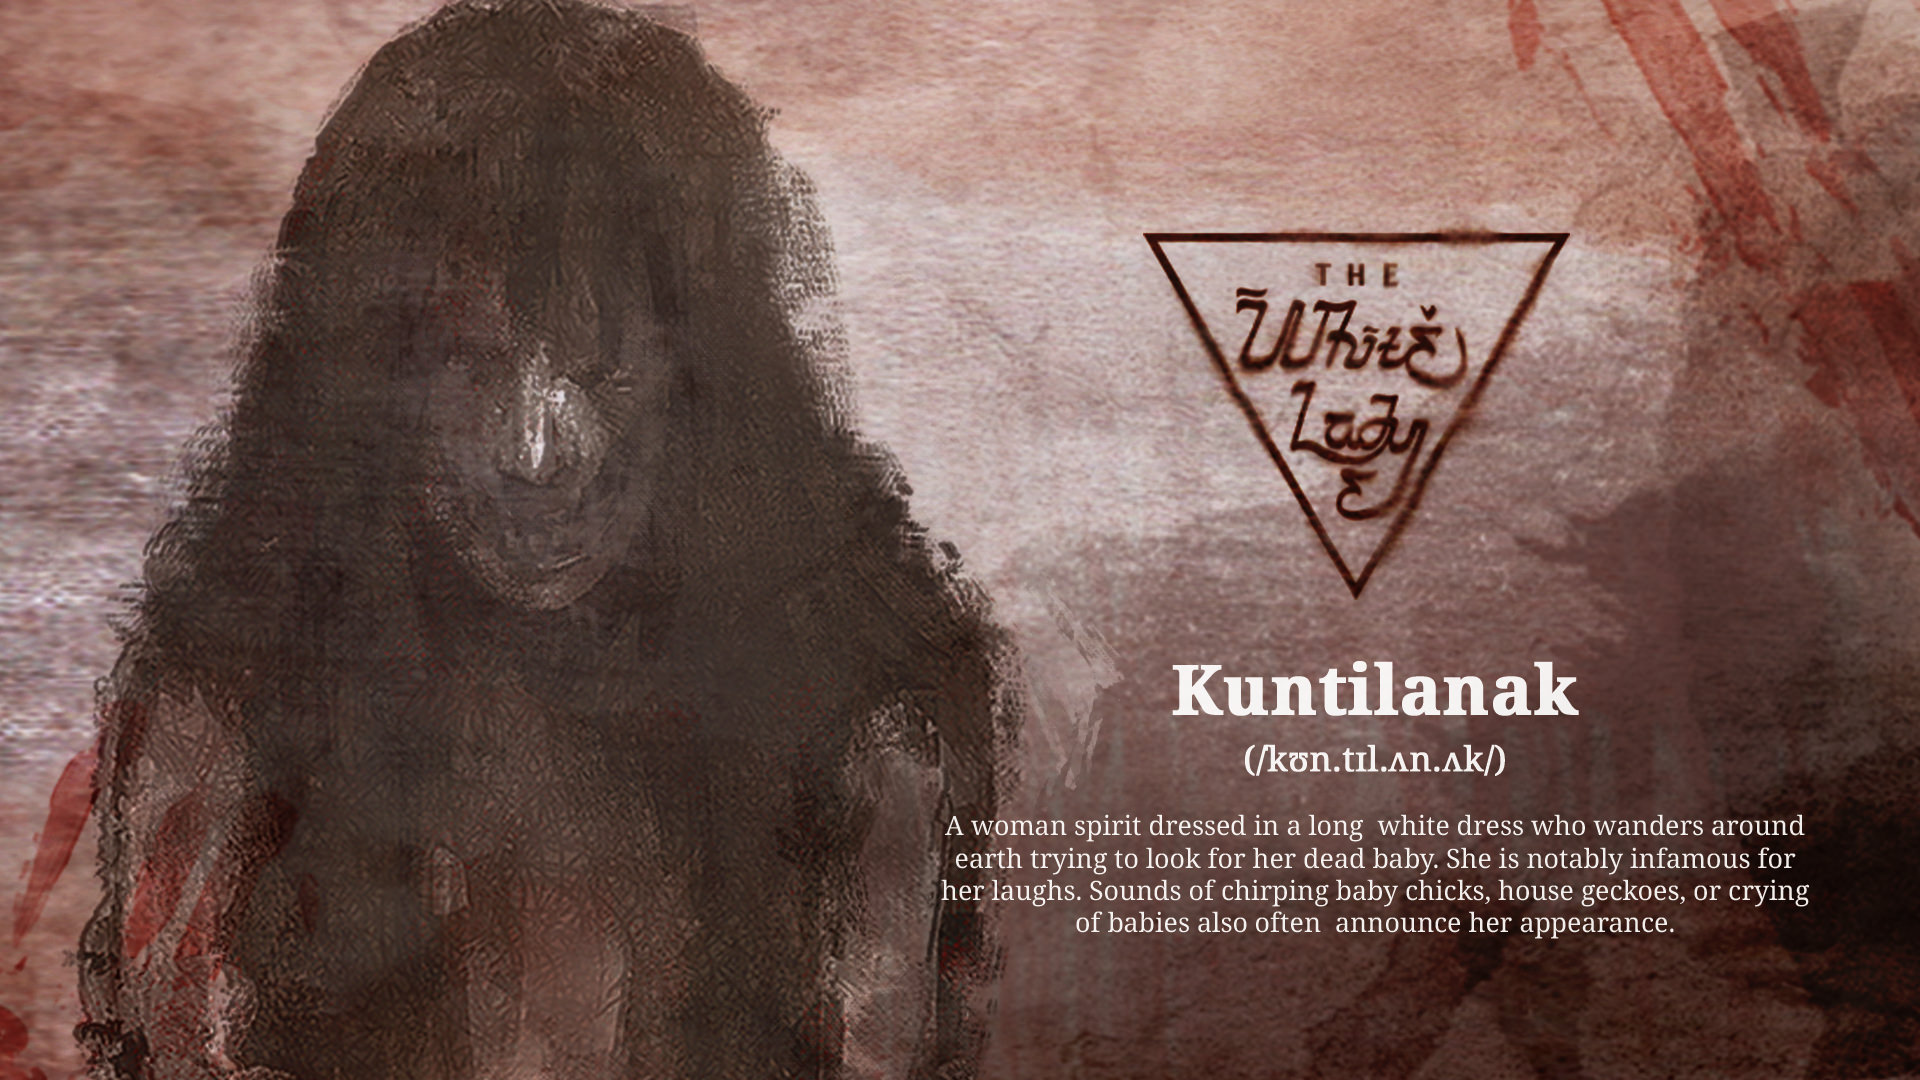 THE
White
Lady
Kuntilanak
(/kʊn.tɪl.ʌn.ʌk/)
A woman spirit dressed in a long  white dress who wanders around
earth trying to look for her dead baby. She is notably infamous for
her laughs. Sounds of chirping baby chicks, house geckoes, or crying
of babies also often  announce her appearance.